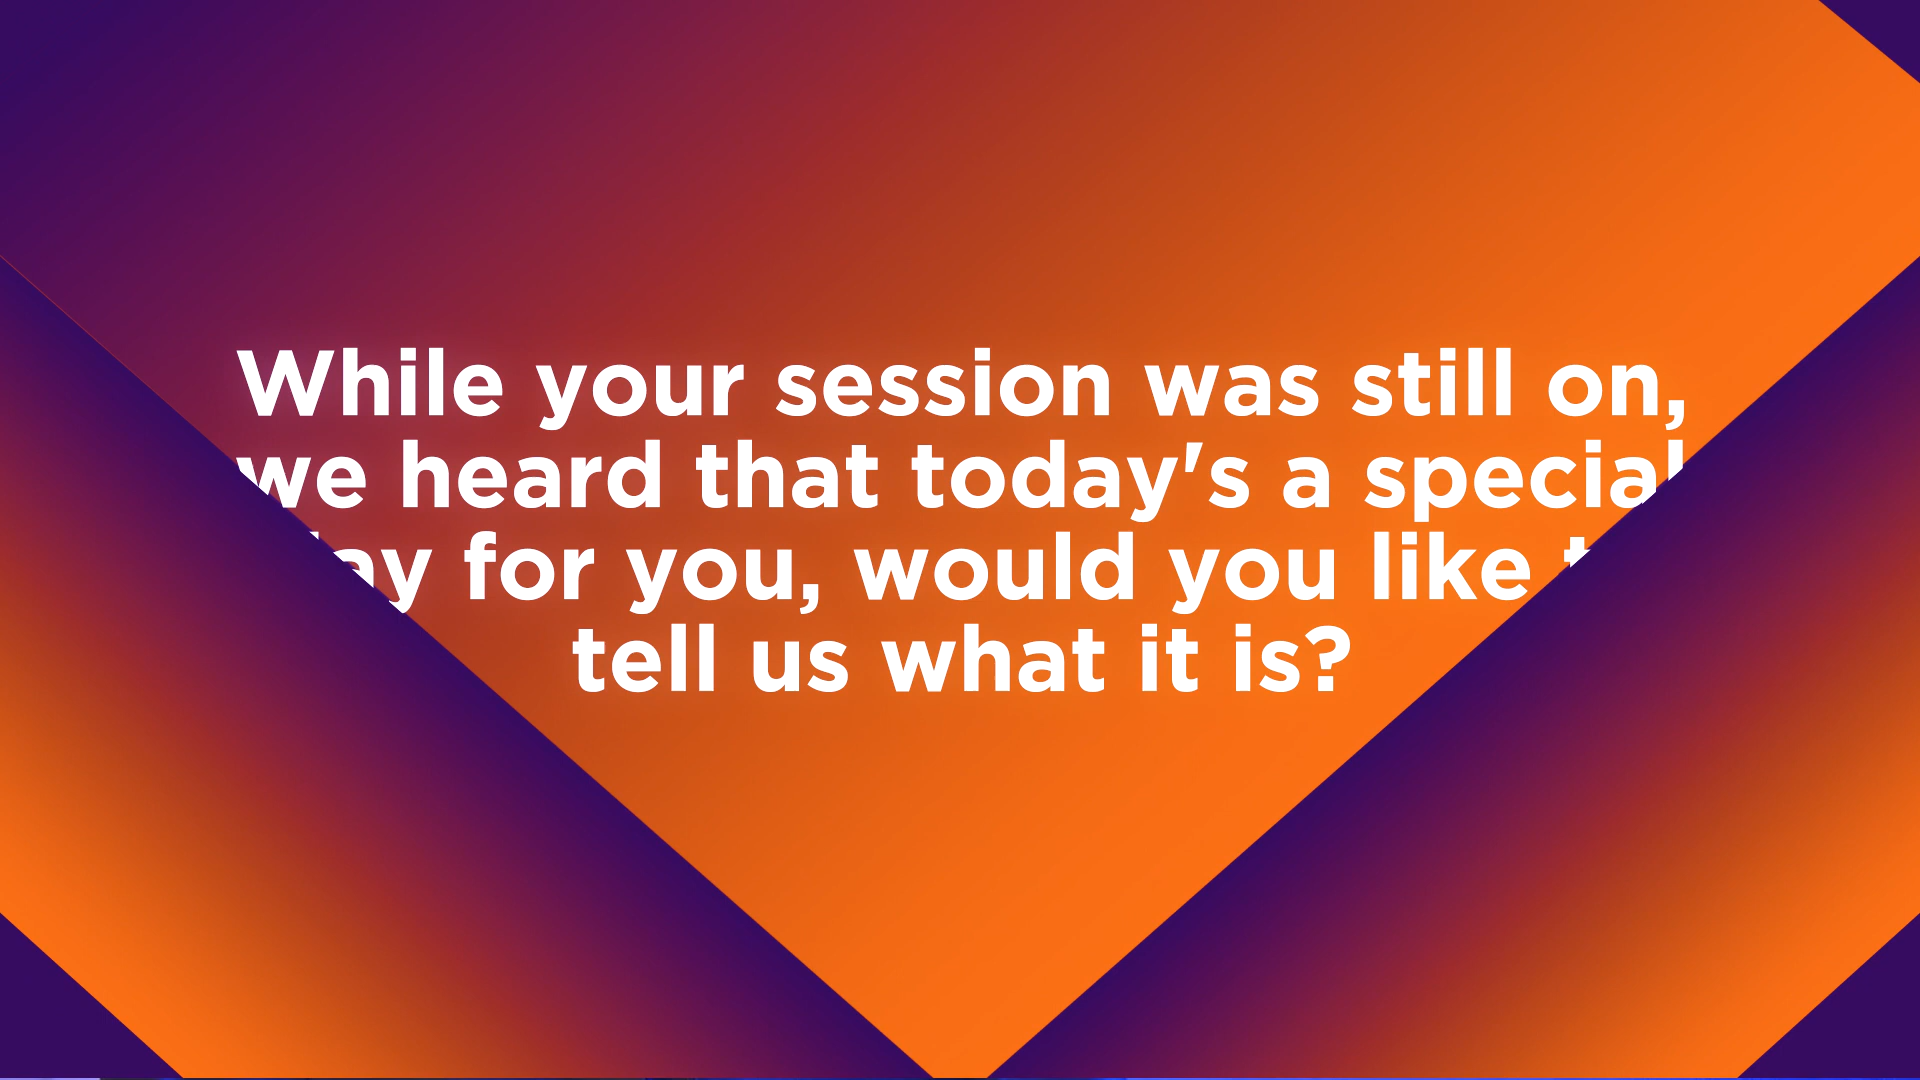 While your session was still on,
we heard that today's a special
day for you, would you like
tell us what it is?